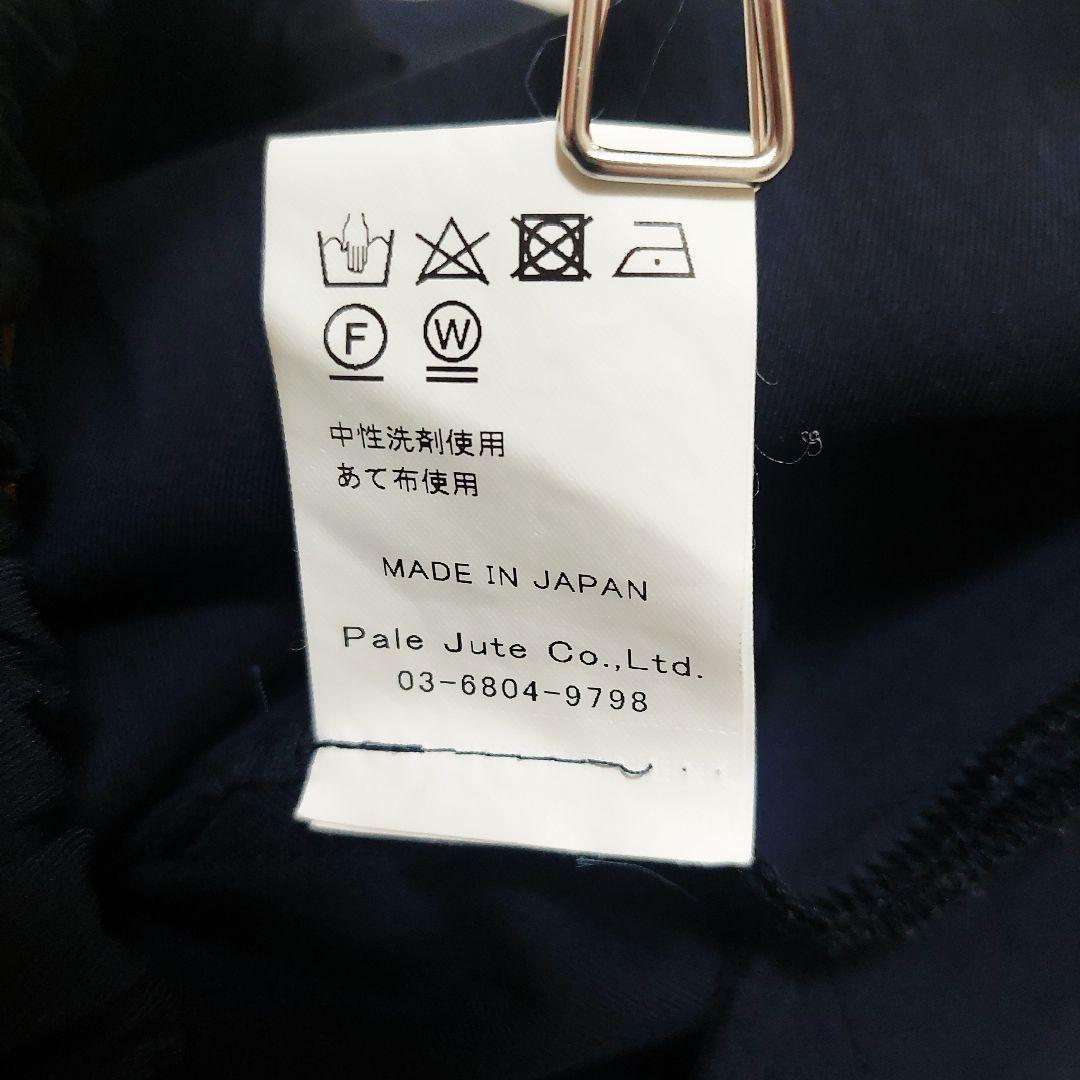 F W
中性洗剤使用
あて布使用
MADE IN JAPAN
Pale Jute Co.,Ltd.
03-6804-9798